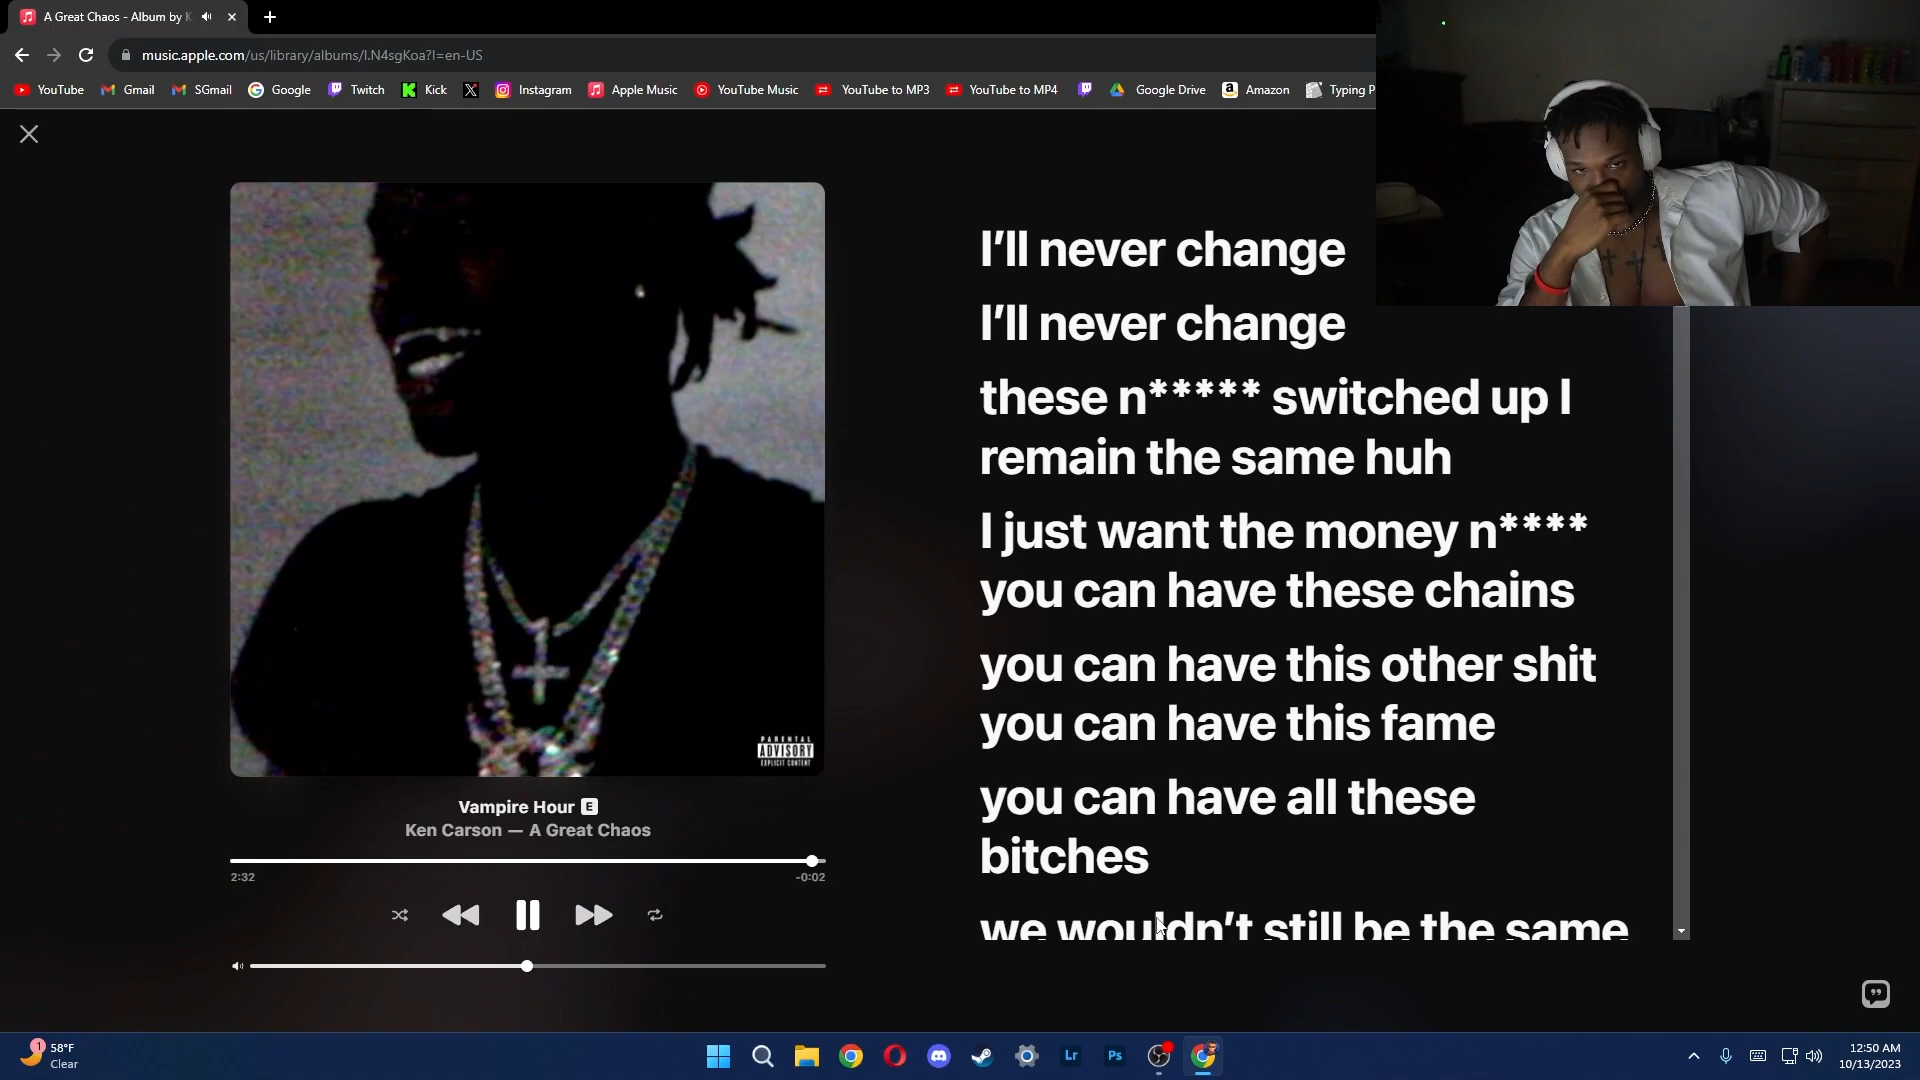 A Great Chaos - Album by K
music.apple.com/us/library/albums/l.N4sgKoa?l=en-US
YouTube Gmail SGmail Google Twitch Kick Instagram Apple Music YouTube Music YouTube to MP3 YouTube to MP4 Google Drive Amazon Typing P
I'll never change
I'll never change
these n***** switched up I
remain the same huh
I just want the money n****
you can have these chains
you can have this other shit
you can have this fame
you can have all these
bitches
we wouldn't still be the same
PARENTAL
ADVISORY
EXPLICIT CONTENT
Vampire Hour E
Ken Carson — A Great Chaos
2:32 -0:02
1 58°F
Clear
Lr Ps
12:50 AM
10/13/2023